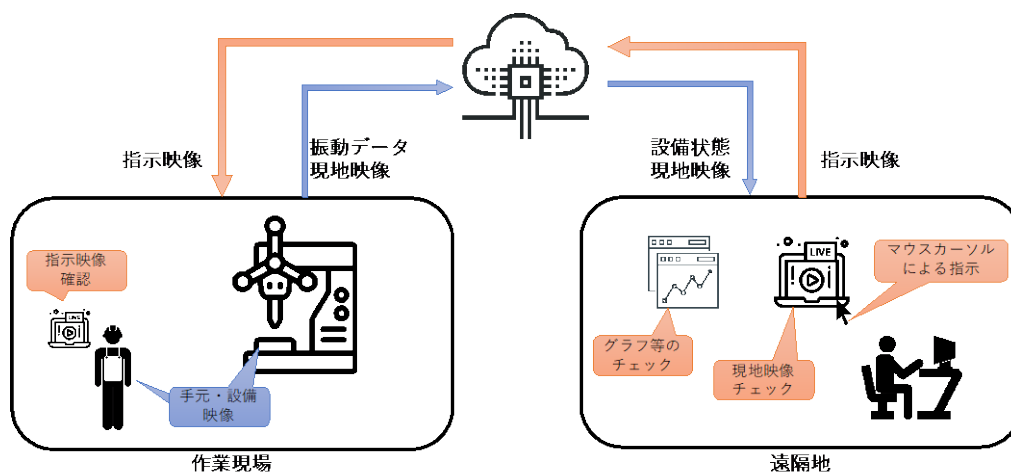 指示映像
振動データ
現地映像
設備状態
現地映像
指示映像
指示映像
確認
LIVE
手元・設備
映像
作業現場
LIVE
マウスカーソル
による指示
グラフ等の
チェック
現地映像
チェック
遠隔地